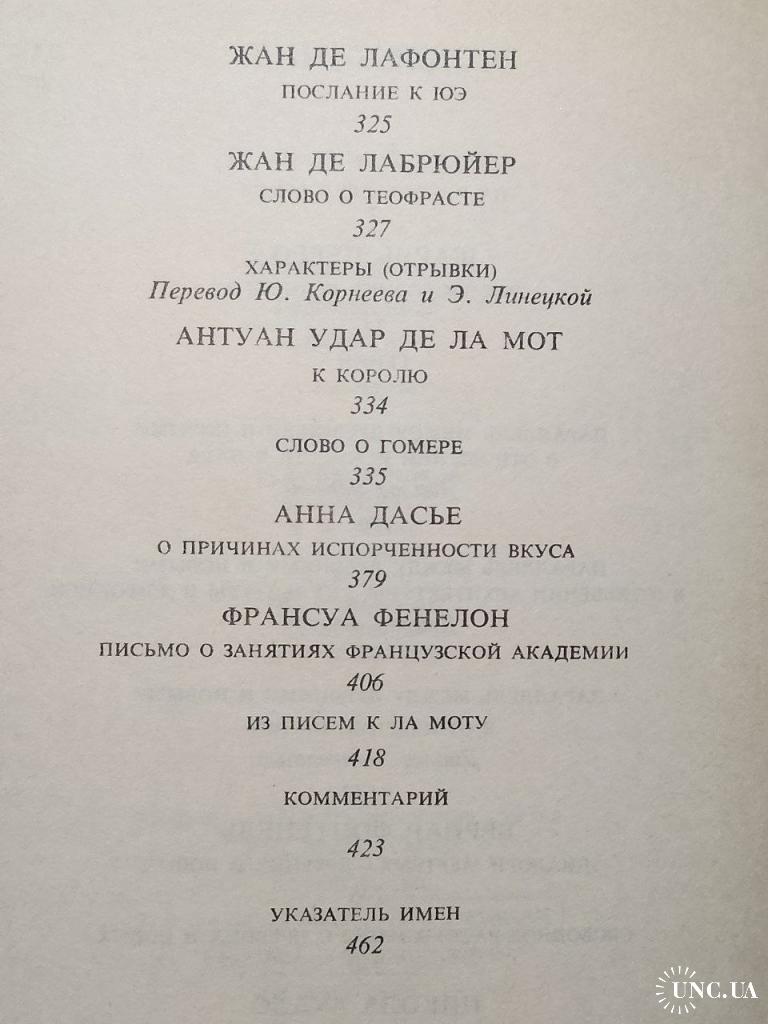 ЖАН ДЕ ЛАФОНТЕН
ПОСЛАНИЕ К ЮЭ
325
ЖАН ДЕ ЛАБРЮЙЕР
СЛОВО О ТЕОФРАСТЕ
327
ХАРАКТЕРЫ (ОТРЫВКИ)
Перевод Ю. Корнеева и Э. Линецкой
АНТУАН УДАР ДЕ ЛА МОТ
К КОРОЛЮ
334
СЛОВО О ГОМЕРЕ
335
АННА ДАСЬЕ
О ПРИЧИНАХ ИСПОРЧЕННОСТИ ВКУСА
379
ФРАНСУА ФЕНЕЛОН
ПИСЬМО О ЗАНЯТИЯХ ФРАНЦУЗСКОЙ АКАДЕМИИ
406
ИЗ ПИСЕМ К ЛА МОТУ
418
КОММЕНТАРИЙ
423
УКАЗАТЕЛЬ ИМЕН
462
UNC.UA